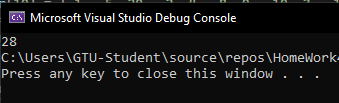 Microsoft Visual Studio Debug Console
28
C:\Users\GTU-Student\source\repos\HomeWork
Press any key to close this window . . .